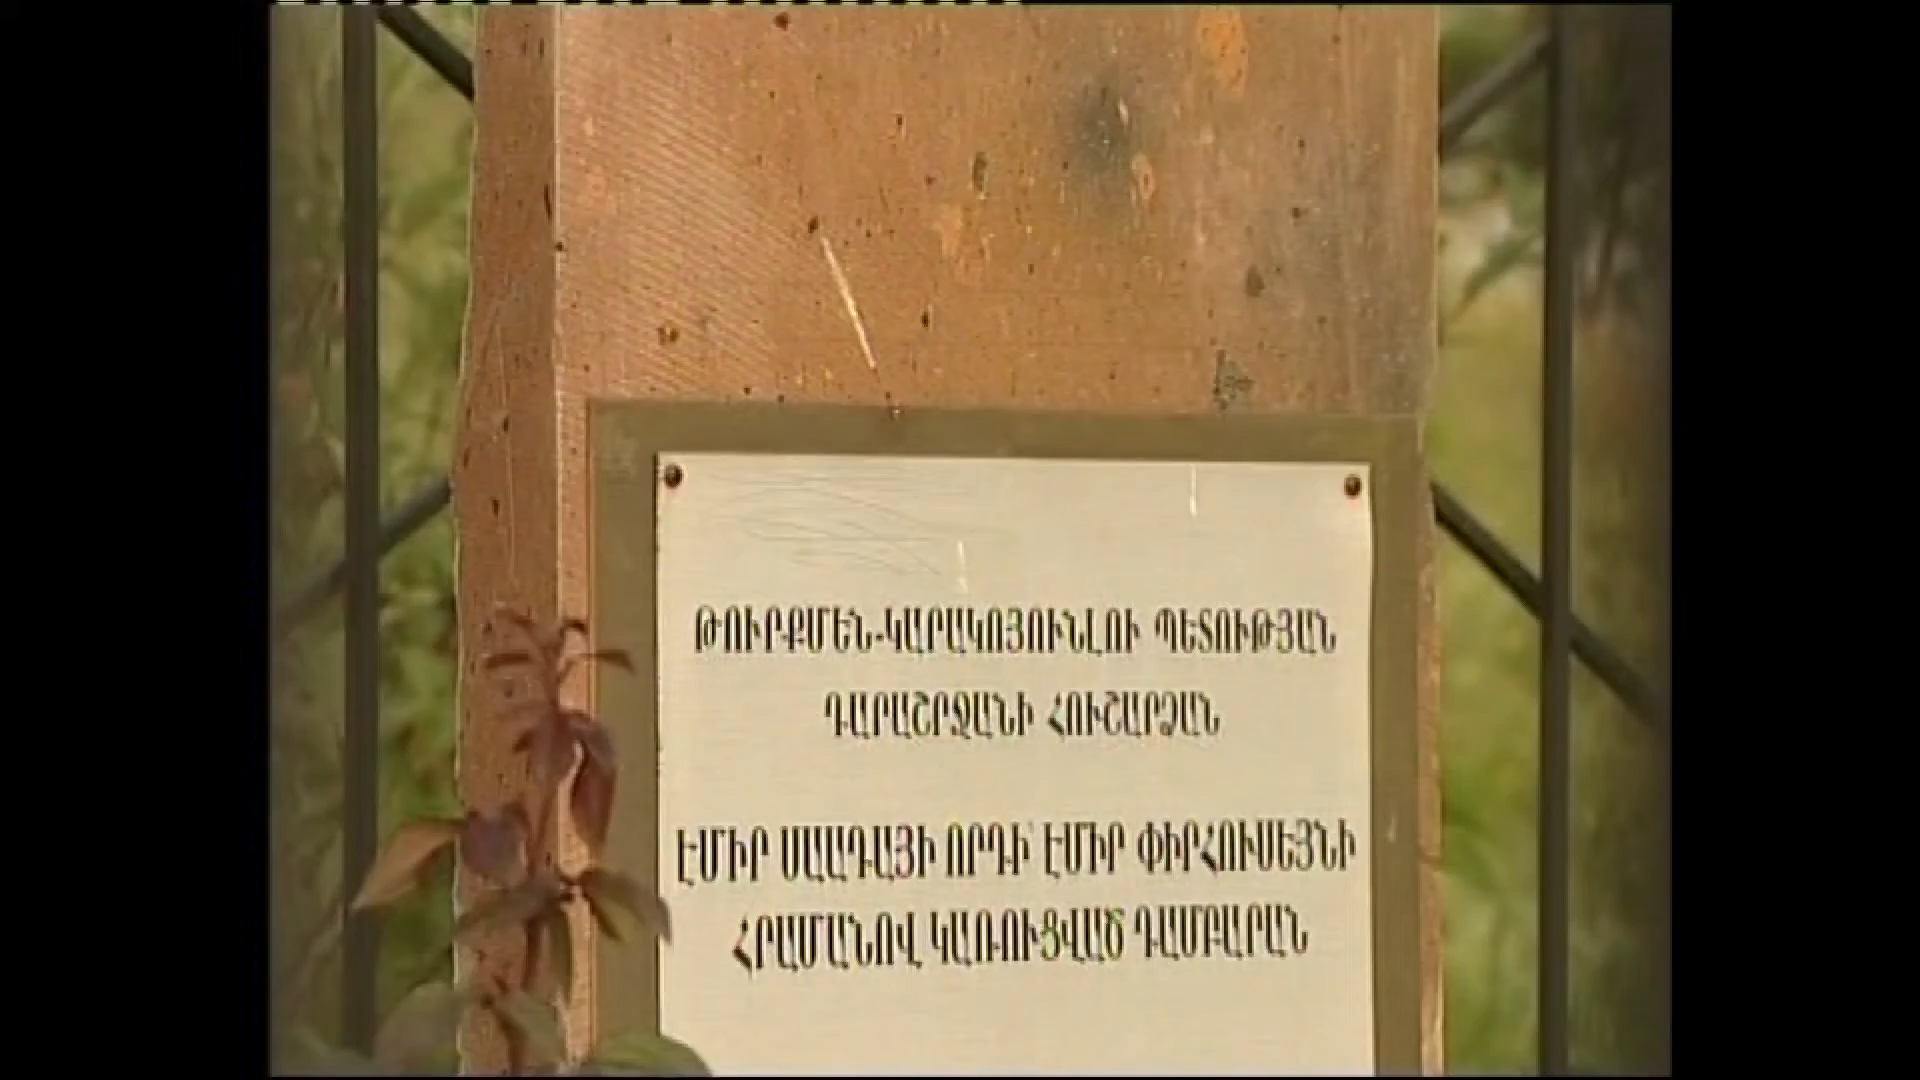 ԹՈՒՐՔՄԵՆ-ԿԱՐԱԿՈՅՈՒՆԼՈՒ ՊԵՏՈՒԹՅԱՆ
ԴԱՐԱՇՐՋԱՆԻ ՀՈՒՇԱՐՁԱՆ
ԷՄԻՐ ՍԱԱԴԱՅԻ ՈՐԴԻ՝ ԷՄԻՐ ՓԻՐՀՈՒՍԵՅՆԻ
ՀՐԱՄԱՆՈՎ ԿԱՌՈՒՑՎԱԾ ԴԱՄԲԱՐԱՆ